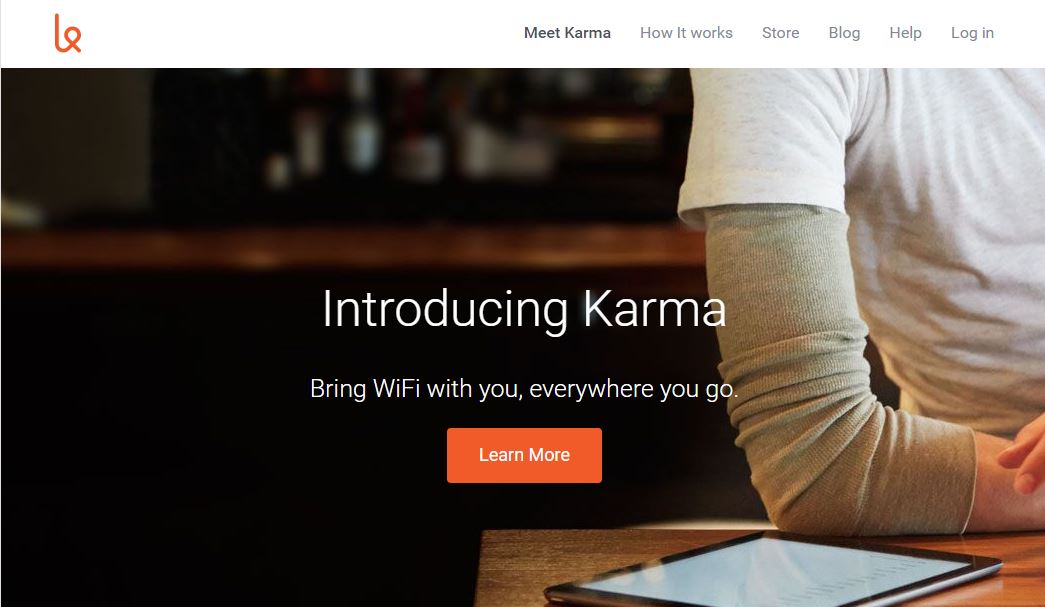 Meet Karma
How It works
Store
Blog
Help
Log in
Introducing Karma
Bring WiFi with you, everywhere you go.
Learn More